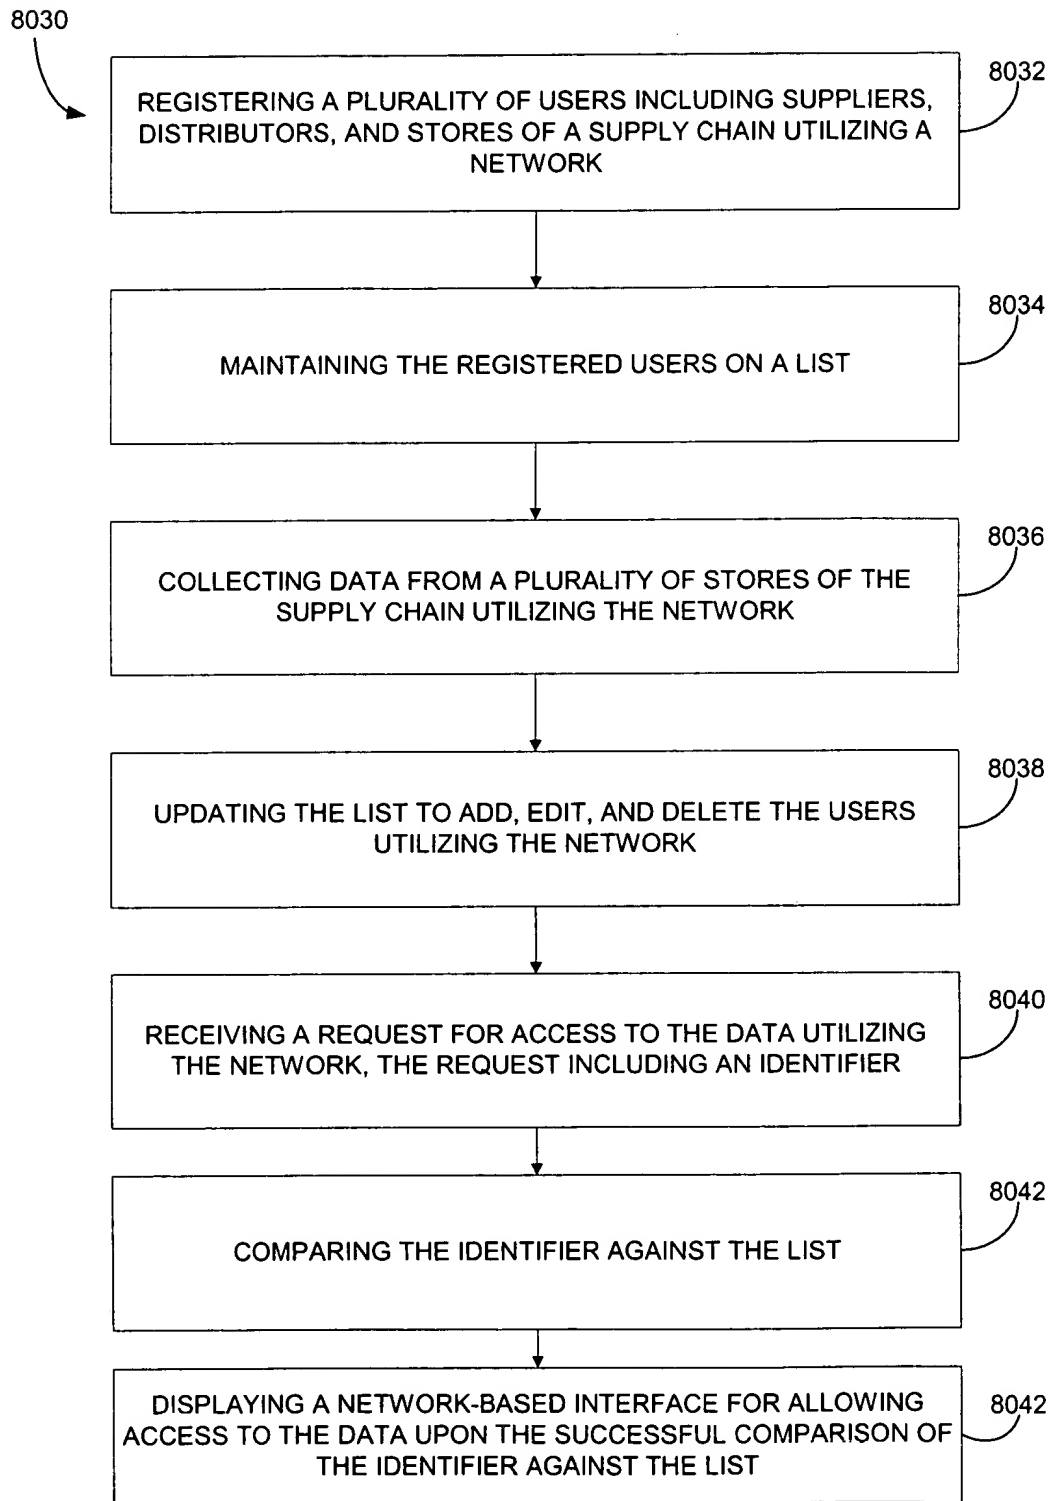 8030
8032
REGISTERING A PLURALITY OF USERS INCLUDING SUPPLIERS,
DISTRIBUTORS, AND STORES OF A SUPPLY CHAIN UTILIZING A
NETWORK
8034
MAINTAINING THE REGISTERED USERS ON A LIST
8036
COLLECTING DATA FROM A PLURALITY OF STORES OF THE
SUPPLY CHAIN UTILIZING THE NETWORK
8038
UPDATING THE LIST TO ADD, EDIT, AND DELETE THE USERS
UTILIZING THE NETWORK
8040
RECEIVING A REQUEST FOR ACCESS TO THE DATA UTILIZING
THE NETWORK, THE REQUEST INCLUDING AN IDENTIFIER
8042
COMPARING THE IDENTIFIER AGAINST THE LIST
8042
DISPLAYING A NETWORK-BASED INTERFACE FOR ALLOWING
ACCESS TO THE DATA UPON THE SUCCESSFUL COMPARISON OF
THE IDENTIFIER AGAINST THE LIST